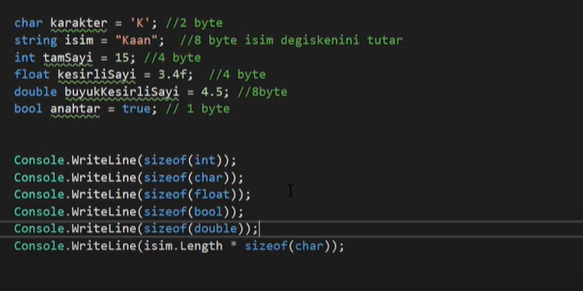 char karakter = 'K'; //2 byte
string isim = "Kaan";  //8 byte isim degiskenini tutar
int tamSayi = 15; //4 byte
float kesirliSayi = 3.4f;  //4 byte
double buyukKesirliSayi = 4.5; //8byte
bool anahtar = true; // 1 byte
Console.WriteLine(sizeof(int));
Console.WriteLine(sizeof(char));
Console.WriteLine(sizeof(float));
Console.WriteLine(sizeof(bool));
Console.WriteLine(sizeof(double));
Console.WriteLine(isim.Length * sizeof(char));